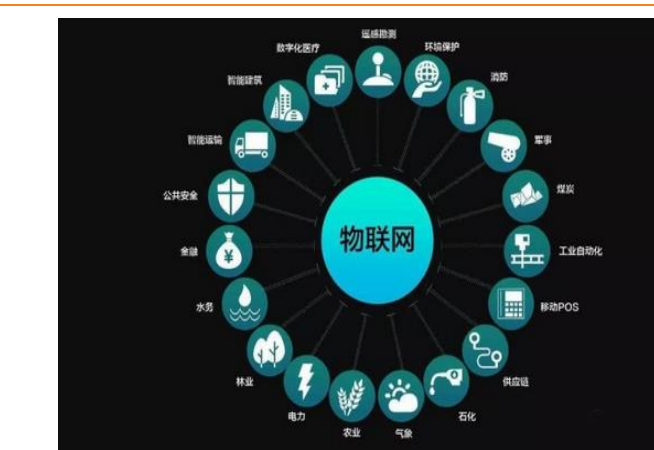 遥感勘测
环境保护
消防
军事
煤炭
工业自动化
移动POS
供应链
石化
气象
农业
电力
林业
水务
金融
公共安全
智能运输
智能建筑
数字化医疗
物联网